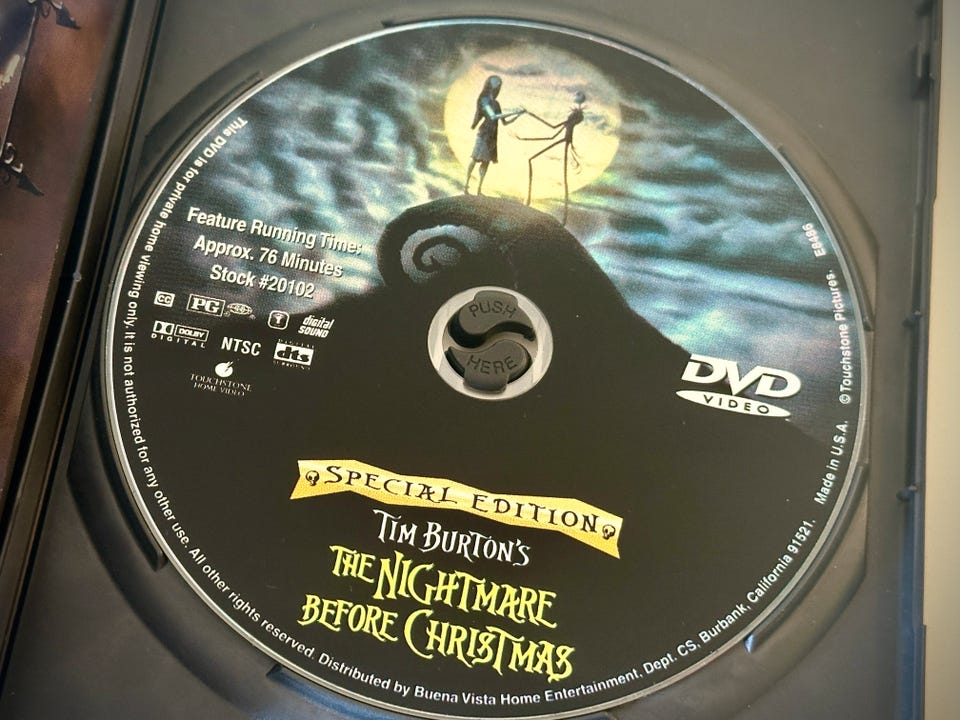 Feature Running Time:
Approx. 76 Minutes
Stock #20102
CC PG
digital
SOUND
DOLBY
DIGITAL
NTSC
DIGITAL
dts
SURROUND
TOUCHSTONE
HOME VIDEO
PUSH
HERE
DVD
VIDEO
SPECIAL EDITION
TIM BURTON'S
THE NIGHTMARE
BEFORE CHRISTMAS
This DVD is for private home viewing only. It is not authorized for any other use. All other rights reserved. Distributed by Buena Vista Home Entertainment, Dept. CS, Burbank, California 91521. Made in U.S.A. © Touchstone Pictures. E8486